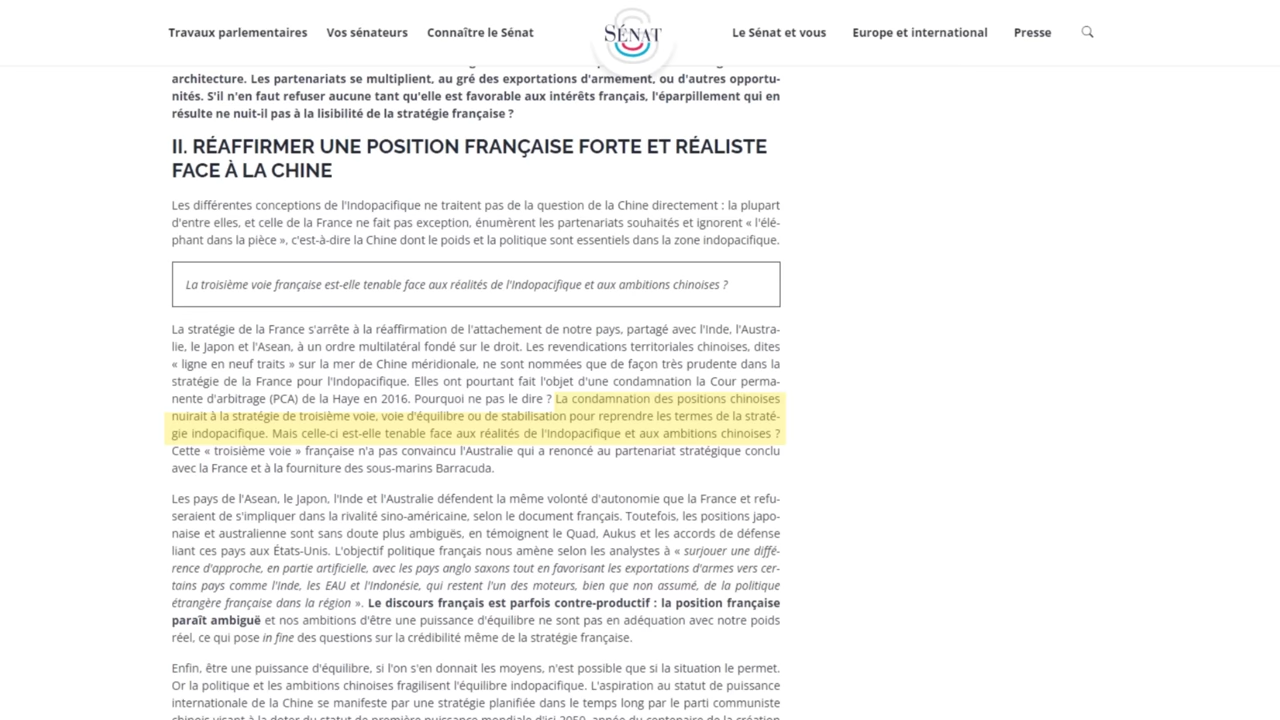 Travaux parlementaires Vos sénateurs Connaître le Sénat SÉNAT Le Sénat et vous Europe et international Presse
architecture. Les partenariats se multiplient, au gré des exportations d'armement, ou d'autres opportu-
nités. S'il n'en faut refuser aucune tant qu'elle est favorable aux intérêts français, l'éparpillement qui en
résulte ne nuit-il pas à la lisibilité de la stratégie française ?
II. RÉAFFIRMER UNE POSITION FRANÇAISE FORTE ET RÉALISTE
FACE À LA CHINE
Les différentes conceptions de l'Indopacifique ne traitent pas de la question de la Chine directement : la plupart
d'entre elles, et celle de la France ne fait pas exception, énumèrent les partenariats souhaités et ignorent « l'élé-
phant dans la pièce », c'est-à-dire la Chine dont le poids et la politique sont essentiels dans la zone indopacifique.
La troisième voie française est-elle tenable face aux réalités de l'Indopacifique et aux ambitions chinoises ?
La stratégie de la France s'arrête à la réaffirmation de l'attachement de notre pays, partagé avec l'Inde, l'Austra-
lie, le Japon et l'Asean, à un ordre multilatéral fondé sur le droit. Les revendications territoriales chinoises, dites
« ligne en neuf traits » sur la mer de Chine méridionale, ne sont nommées que de façon très prudente dans la
stratégie de la France pour l'Indopacifique. Elles ont pourtant fait l'objet d'une condamnation la Cour perma-
nente d'arbitrage (PCA) de la Haye en 2016. Pourquoi ne pas le dire ? La condamnation des positions chinoises
nuirait à la stratégie de troisième voie, voie d'équilibre ou de stabilisation pour reprendre les termes de la straté-
gie indopacifique. Mais celle-ci est-elle tenable face aux réalités de l'Indopacifique et aux ambitions chinoises ?
Cette « troisième voie » française n'a pas convaincu l'Australie qui a renoncé au partenariat stratégique conclu
avec la France et à la fourniture des sous-marins Barracuda.
Les pays de l'Asean, le Japon, l'Inde et l'Australie défendent la même volonté d'autonomie que la France et refu-
seraient de s'impliquer dans la rivalité sino-américaine, selon le document français. Toutefois, les positions japo-
naise et australienne sont sans doute plus ambiguës, en témoignent le Quad, Aukus et les accords de défense
liant ces pays aux États-Unis. L'objectif politique français nous amène selon les analystes à « surjouer une diffé-
rence d'approche, en partie artificielle, avec les pays anglo saxons tout en favorisant les exportations d'armes vers cer-
tains pays comme l'Inde, les EAU et l'Indonésie, qui restent l'un des moteurs, bien que non assumé, de la politique
étrangère française dans la région ». Le discours français est parfois contre-productif : la position française
paraît ambiguë et nos ambitions d'être une puissance d'équilibre ne sont pas en adéquation avec notre poids
réel, ce qui pose in fine des questions sur la crédibilité même de la stratégie française.
Enfin, être une puissance d'équilibre, si l'on s'en donnait les moyens, n'est possible que si la situation le permet.
Or la politique et les ambitions chinoises fragilisent l'équilibre indopacifique. L'aspiration au statut de puissance
internationale de la Chine se manifeste par une stratégie planifiée dans le temps long par le parti communiste
chinois visant à la doter du statut de première puissance mondiale d'ici 2050, année du centenaire de la création